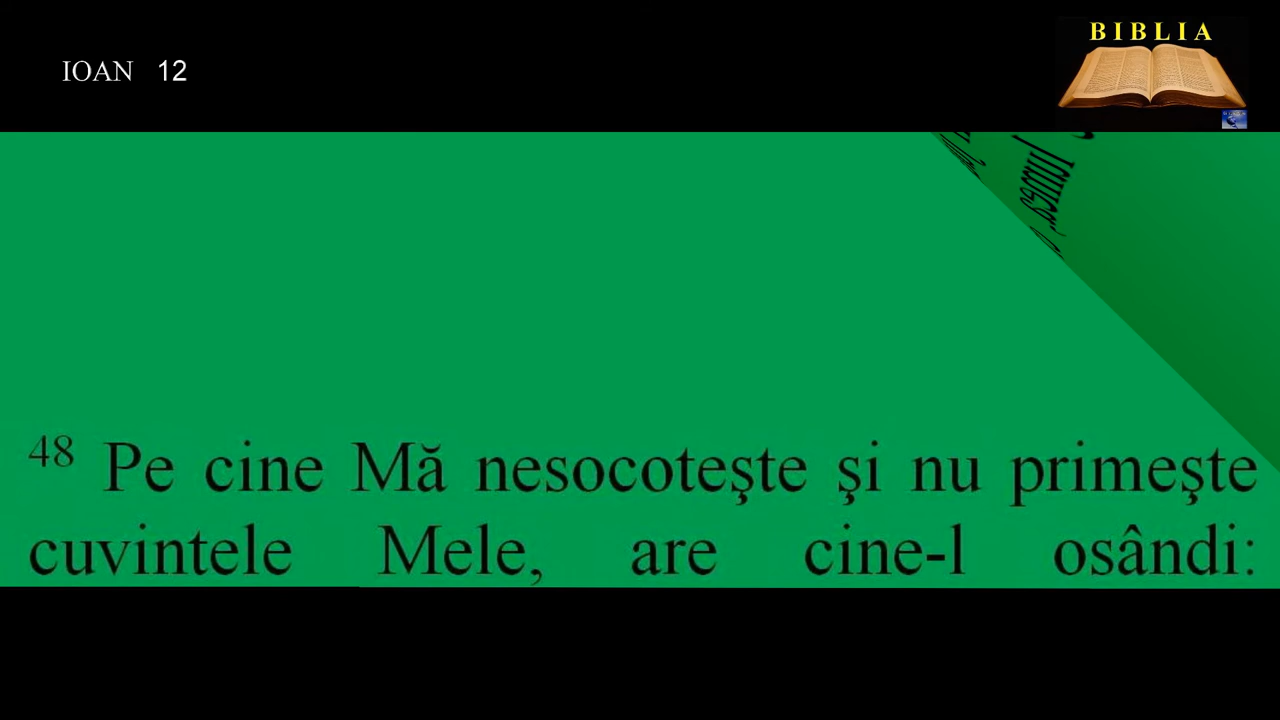 BIBLIA
IOAN 12
48 Pe cine Mă nesocoteşte şi nu primeşte
cuvintele Mele, are cine-l osândi: